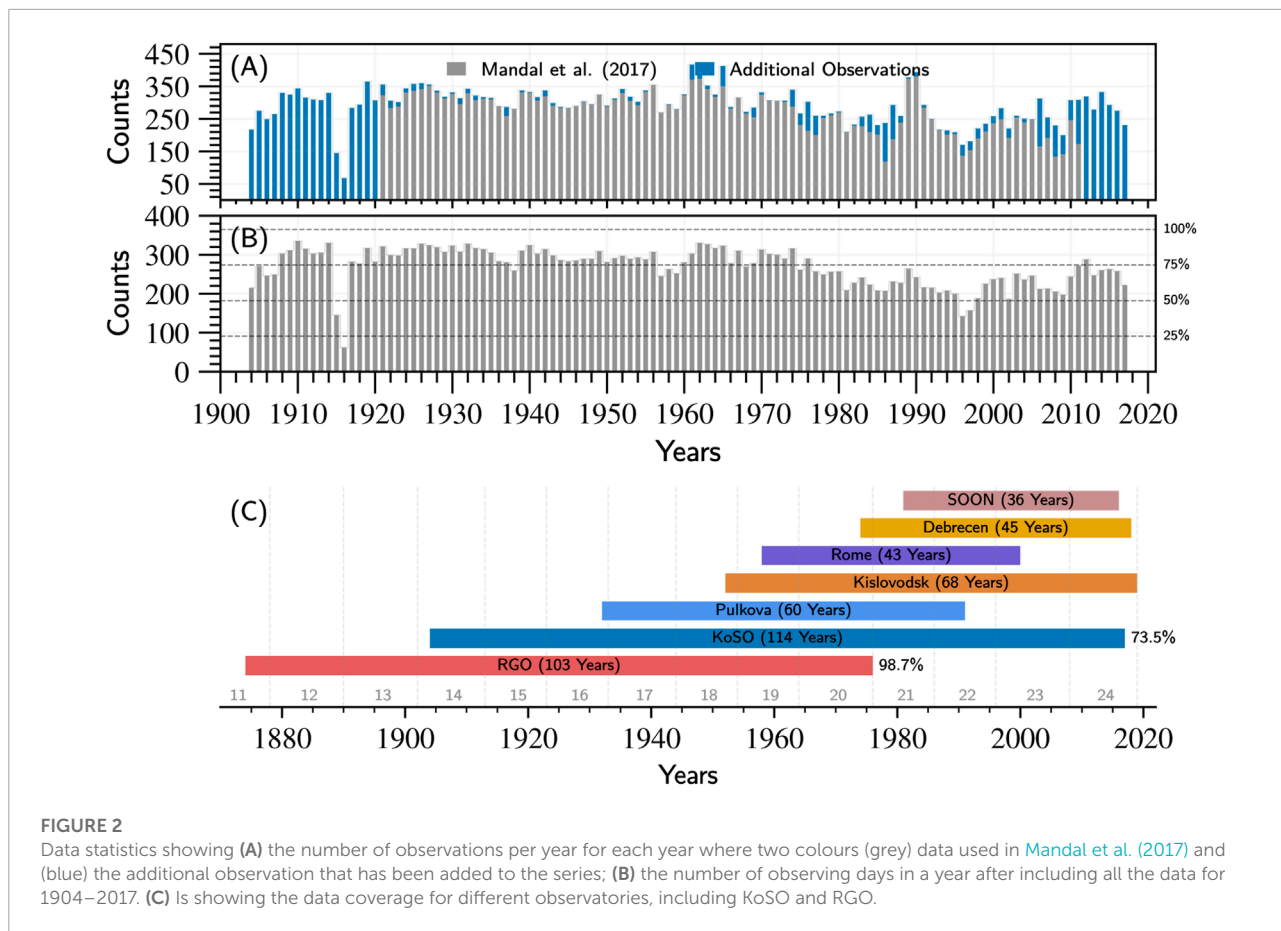 (A)
Mandal et al. (2017)
Additional Observations
Counts
450
350
250
150
50
(B)
Counts
400
300
200
100
0
100%
75%
50%
25%
1900 1910 1920 1930 1940 1950 1960 1970 1980 1990 2000 2010 2020
Years
(C)
SOON (36 Years)
Debrecen (45 Years)
Rome (43 Years)
Kislovodsk (68 Years)
Pulkova (60 Years)
KoSO (114 Years) 73.5%
RGO (103 Years) 98.7%
11 12 13 14 15 16 17 18 19 20 21 22 23 24
1880 1900 1920 1940 1960 1980 2000 2020
Years
FIGURE 2
Data statistics showing (A) the number of observations per year for each year where two colours (grey) data used in Mandal et al. (2017) and
(blue) the additional observation that has been added to the series; (B) the number of observing days in a year after including all the data for
1904–2017. (C) Is showing the data coverage for different observatories, including KoSO and RGO.